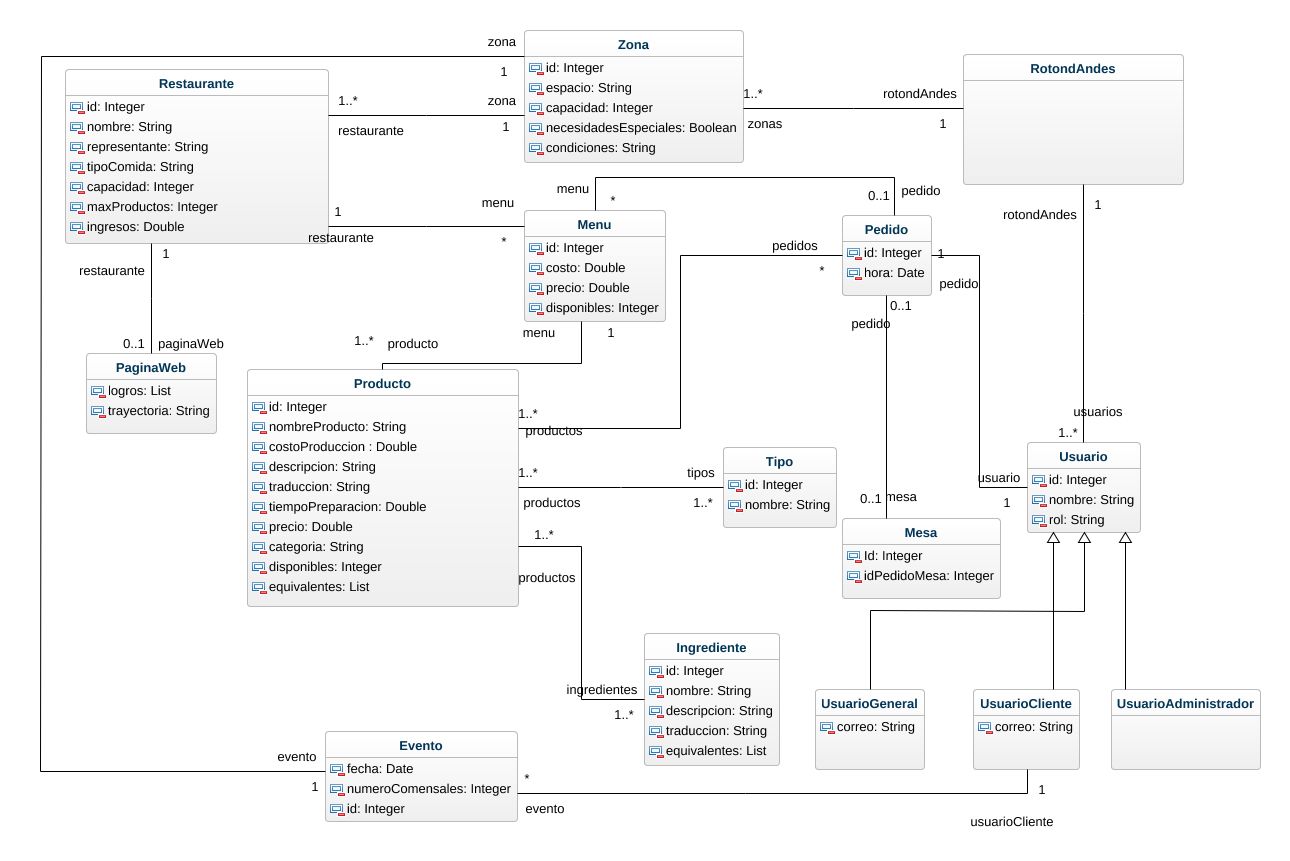 zona
1
Zona
id: Integer
espacio: String
capacidad: Integer
necesidadesEspeciales: Boolean
condiciones: String
RotondAndes
1..*
zonas
rotondAndes
1
Restaurante
id: Integer
nombre: String
representante: String
tipoComida: String
capacidad: Integer
maxProductos: Integer
ingresos: Double
1..*
restaurante
zona
1
1
restaurante
menu
*
menu
*
0..1
pedido
rotondAndes
1
Menu
id: Integer
costo: Double
precio: Double
disponibles: Integer
Pedido
id: Integer
hora: Date
pedidos
*
1
pedido
1
restaurante
0..1
paginaWeb
PaginaWeb
logros: List
trayectoria: String
menu
1
1..*
producto
0..1
pedido
Producto
id: Integer
nombreProducto: String
costoProduccion : Double
descripcion: String
traduccion: String
tiempoPreparacion: Double
precio: Double
categoria: String
disponibles: Integer
equivalentes: List
1..*
productos
1..*
productos
tipos
1..*
1..*
productos
Tipo
id: Integer
nombre: String
usuarios
1..*
Usuario
id: Integer
nombre: String
rol: String
usuario
1
0..1
mesa
Mesa
Id: Integer
idPedidoMesa: Integer
ingredientes
1..*
Ingrediente
id: Integer
nombre: String
descripcion: String
traduccion: String
equivalentes: List
UsuarioGeneral
correo: String
UsuarioCliente
correo: String
UsuarioAdministrador
evento
1
Evento
fecha: Date
numeroComensales: Integer
id: Integer
*
evento
1
usuarioCliente